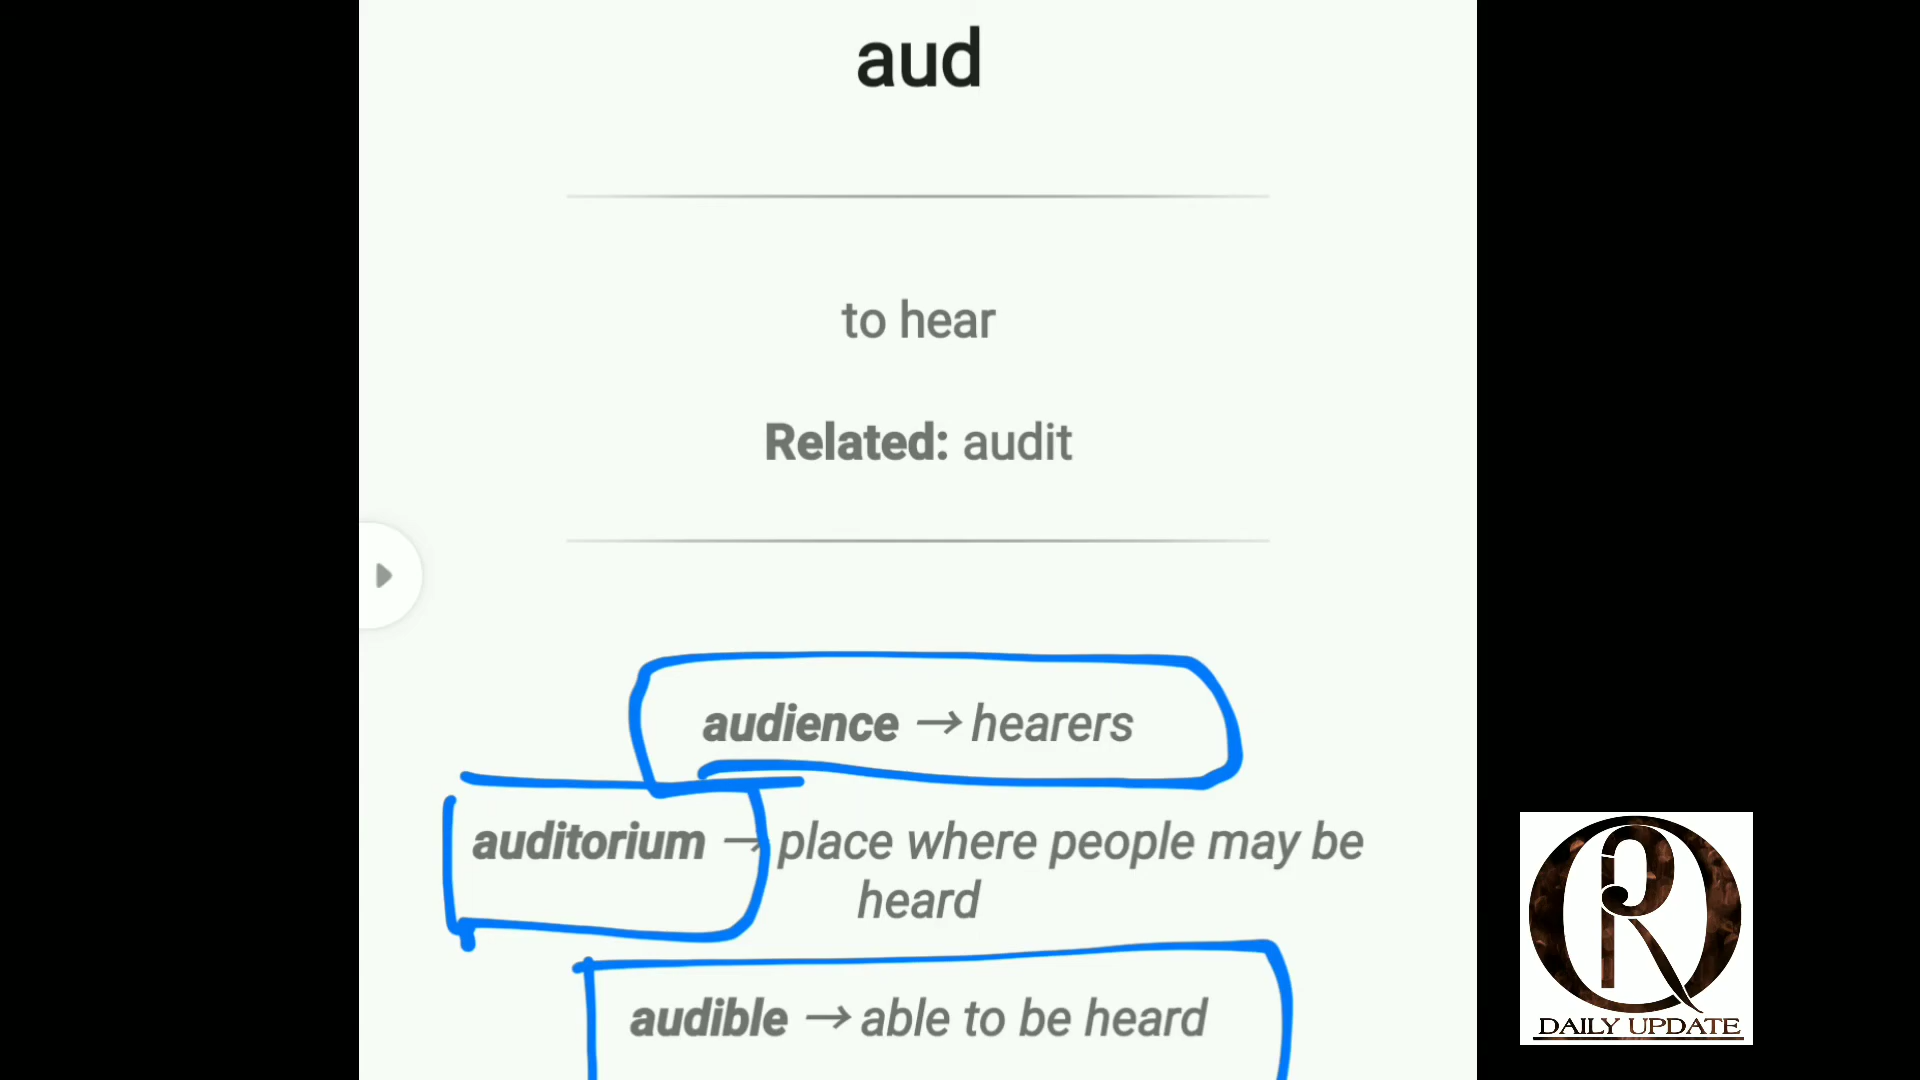 aud
to hear
Related: audit
audience → hearers
auditorium → place where people may be
heard
audible → able to be heard
DAILY UPDATE